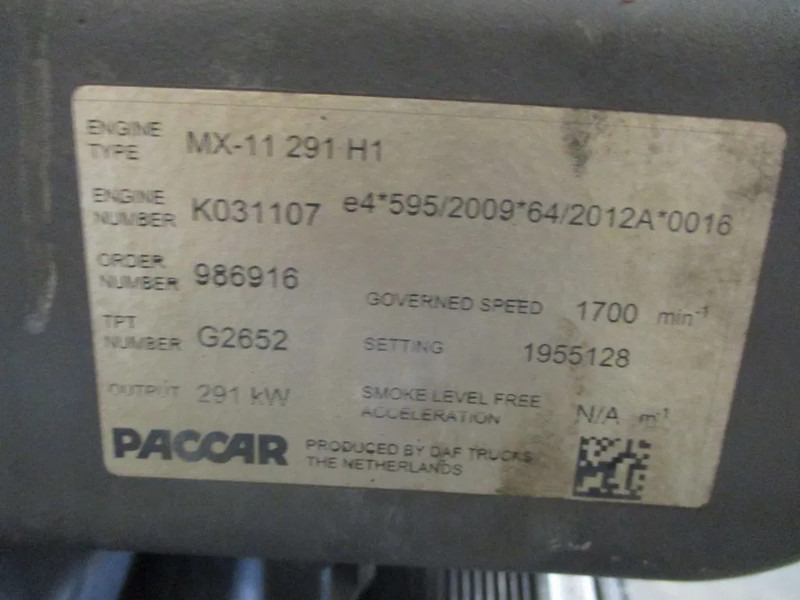 ENGINE TYPE MX-11 291 H1
ENGINE NUMBER K031107 e4*595/2009*64/2012A*0016
ORDER NUMBER 986916
GOVERNED SPEED 1700 min-1
TPT NUMBER G2652
SETTING 1955128
OUTPUT 291 kW
SMOKE LEVEL FREE ACCELERATION N/A m-1
PACCAR
PRODUCED BY DAF TRUCKS
THE NETHERLANDS